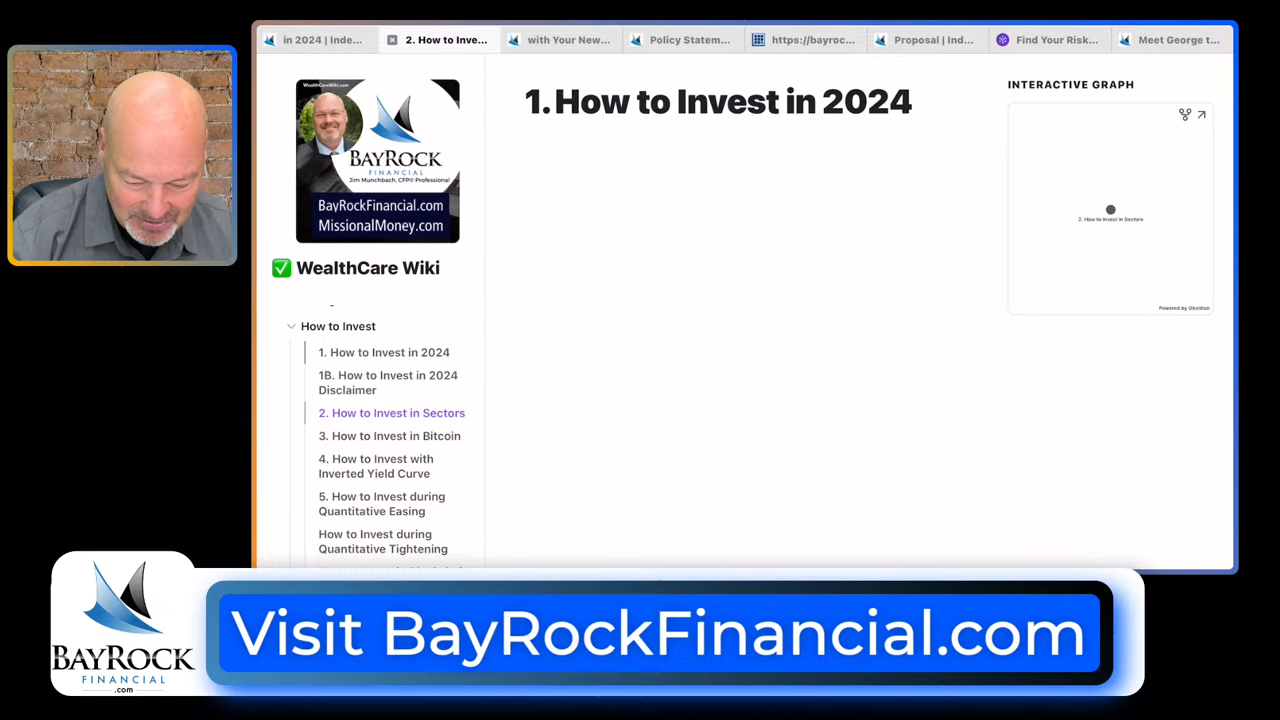 in 2024 | Inde...
2. How to Inve...
with Your New...
Policy Statem...
https://bayroc...
Proposal | Ind...
Find Your Risk...
Meet George t...
WealthCareWiki.com
BAYROCK
FINANCIAL
Jim Munchbach, CFP® Professional
BayRockFinancial.com
MissionalMoney.com
✅ WealthCare Wiki
How to Invest
1. How to Invest in 2024
1B. How to Invest in 2024
Disclaimer
2. How to Invest in Sectors
3. How to Invest in Bitcoin
4. How to Invest with
Inverted Yield Curve
5. How to Invest during
Quantitative Easing
How to Invest during
Quantitative Tightening
1. How to Invest in 2024
INTERACTIVE GRAPH
2. How to Invest in Sectors
Powered by Obsidian
BAYROCK
FINANCIAL
.com
Visit BayRockFinancial.com